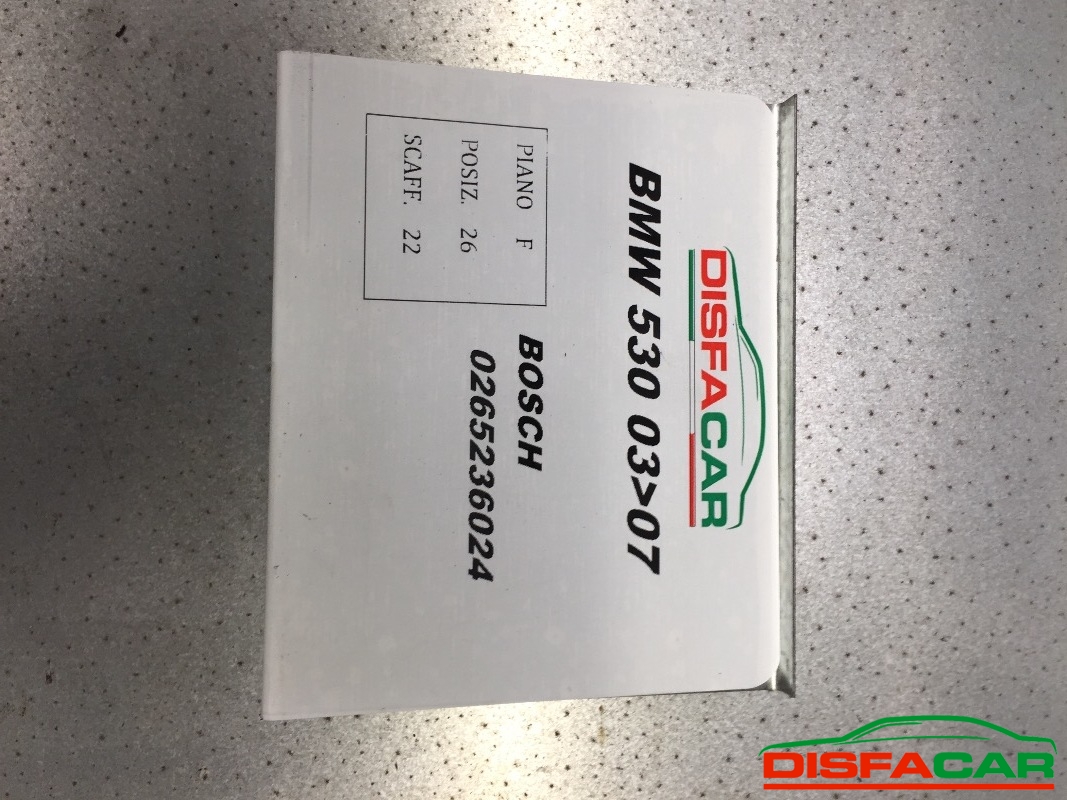 DISFACAR
BMW 530 03>07
PIANO F
POSIZ. 26
SCAFF. 22
BOSCH
0265236024
DISFACAR